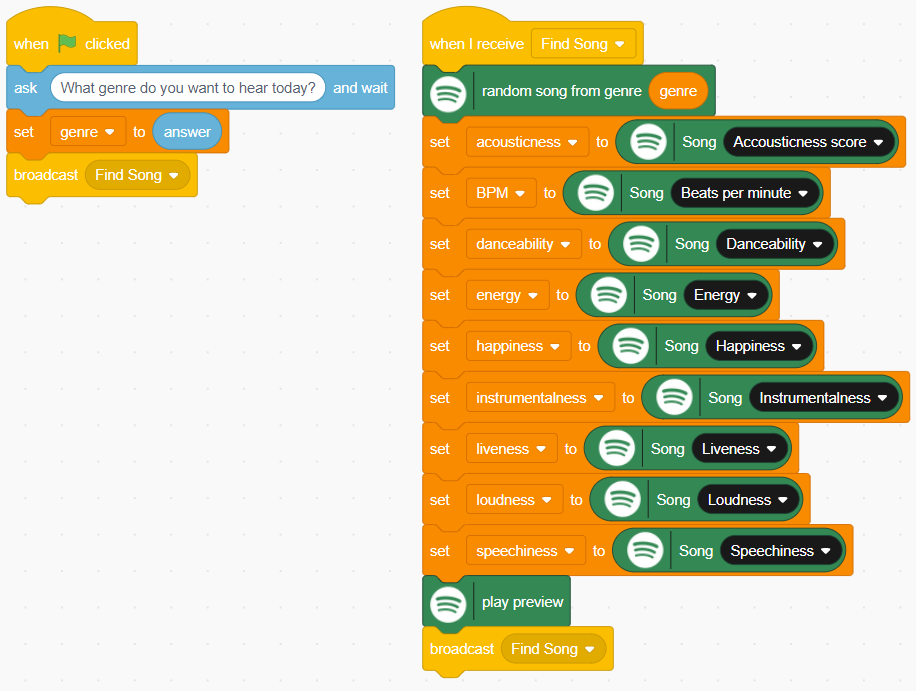 when clicked
ask What genre do you want to hear today? and wait
set genre to answer
broadcast Find Song
when I receive Find Song
random song from genre genre
set acousticness to Song Accousticness score
set BPM to Song Beats per minute
set danceability to Song Danceability
set energy to Song Energy
set happiness to Song Happiness
set instrumentalness to Song Instrumentalness
set liveness to Song Liveness
set loudness to Song Loudness
set speechiness to Song Speechiness
play preview
broadcast Find Song